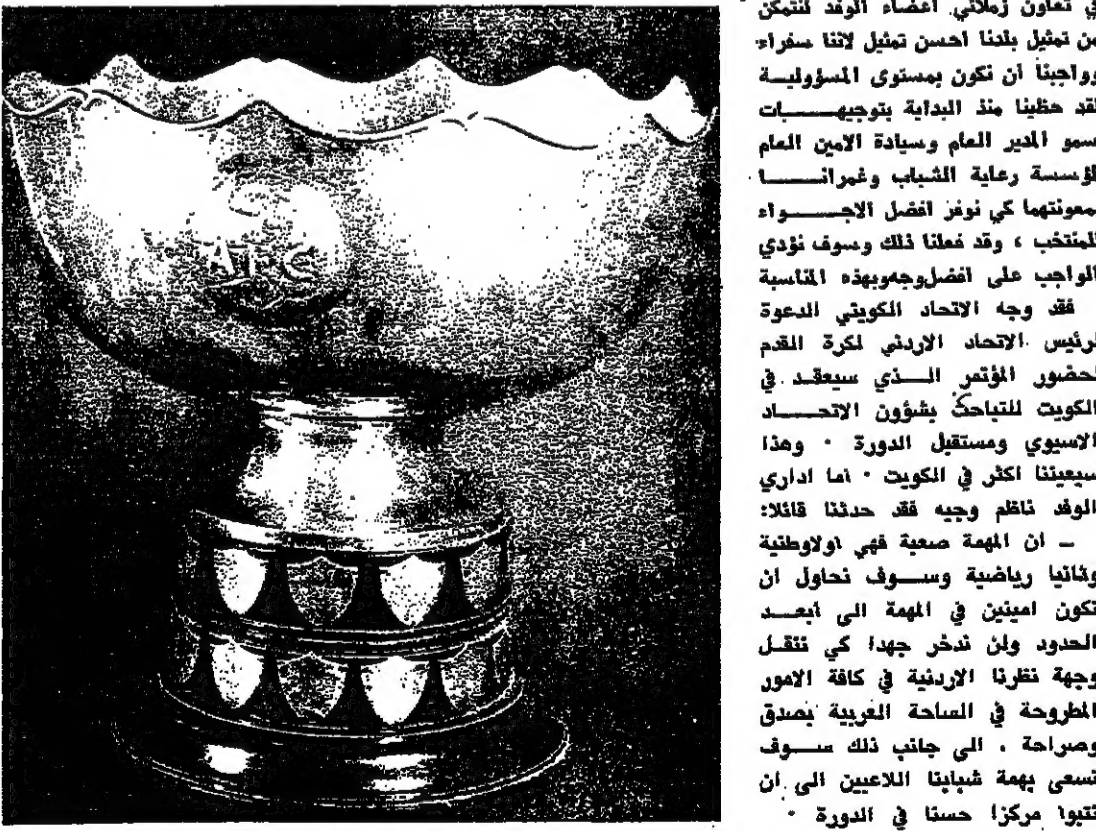 في تعاون زملائي اعضاء الوفد لنتمكن
من تمثيل بلدنا احسن تمثيل لاننا سفراء
وواجبنا ان نكون بمستوى المسؤولية
لقد حظينا منذ البداية بتوجيهات
سمو المدير العام وسيادة الامين العام
لمؤسسة رعاية الشباب وغمرانا
بمعونتهما كي نوفر افضل الاجواء
للمنتخب ، وقد فعلنا ذلك وسوف نؤدي
الواجب على افضل وجه وبهذه المناسبة
فقد وجه الاتحاد الكويتي الدعوة
لرئيس الاتحاد الاردني لكرة القدم
لحضور المؤتمر الذي سيعقد في
الكويت للتباحث بشؤون الاتحاد
الاسيوي ومستقبل الدورة ٠ وهذا
سيعيننا اكثر في الكويت ٠ اما اداري
الوفد ناظم وجيه فقد حدثنا قائلا:
ـ ان المهمة صعبة فهي اولا وطنية
وثانيا رياضية وسوف نحاول ان
نكون امينين في المهمة الى ابعد
الحدود ولن ندخر جهدا كي ننقل
وجهة نظرنا الاردنية في كافة الامور
المطروحة في الساحة العربية بصدق
وصراحة . الى جانب ذلك سوف
نسعى بهمة شبابنا اللاعبين الى ان
نتبوا مركزا حسنا في الدورة ٠
AFC